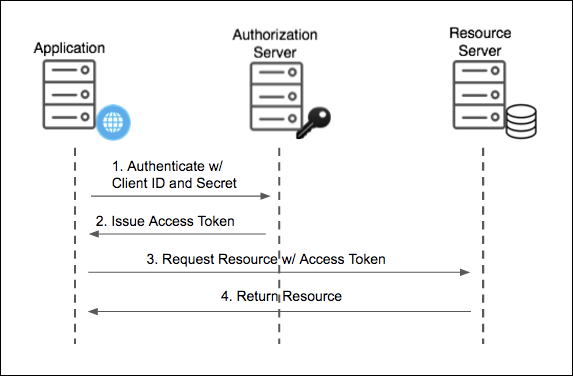 Application
Authorization
Server
Resource
Server
1. Authenticate w/
Client ID and Secret
2. Issue Access Token
3. Request Resource w/ Access Token
4. Return Resource